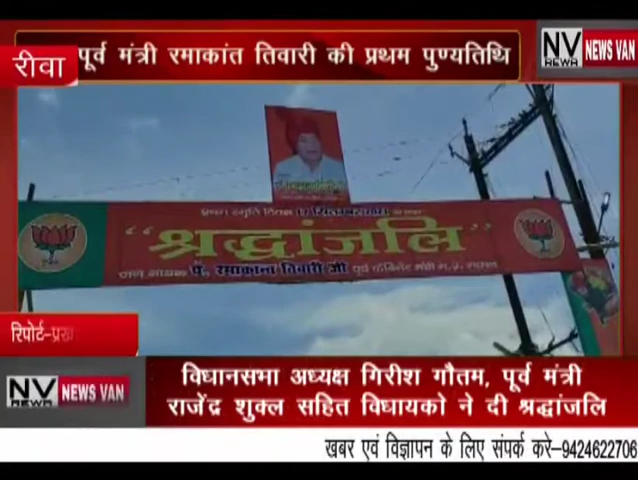 पूर्व मंत्री रमाकांत तिवारी की प्रथम पुण्यतिथि
रीवा
NV
REWA
NEWS VAN
"श्रद्धांजलि"
पं. रमाकान्त तिवारी जी पूर्व केबिनेट मंत्री म.प्र. शासन
रिपोर्ट-
विधानसभा अध्यक्ष गिरीश गौतम, पूर्व मंत्री
राजेंद्र शुक्ल सहित विधायको ने दी श्रद्धांजलि
NV
REWA
NEWS VAN
खबर एवं विज्ञापन के लिए संपर्क करे-9424622706